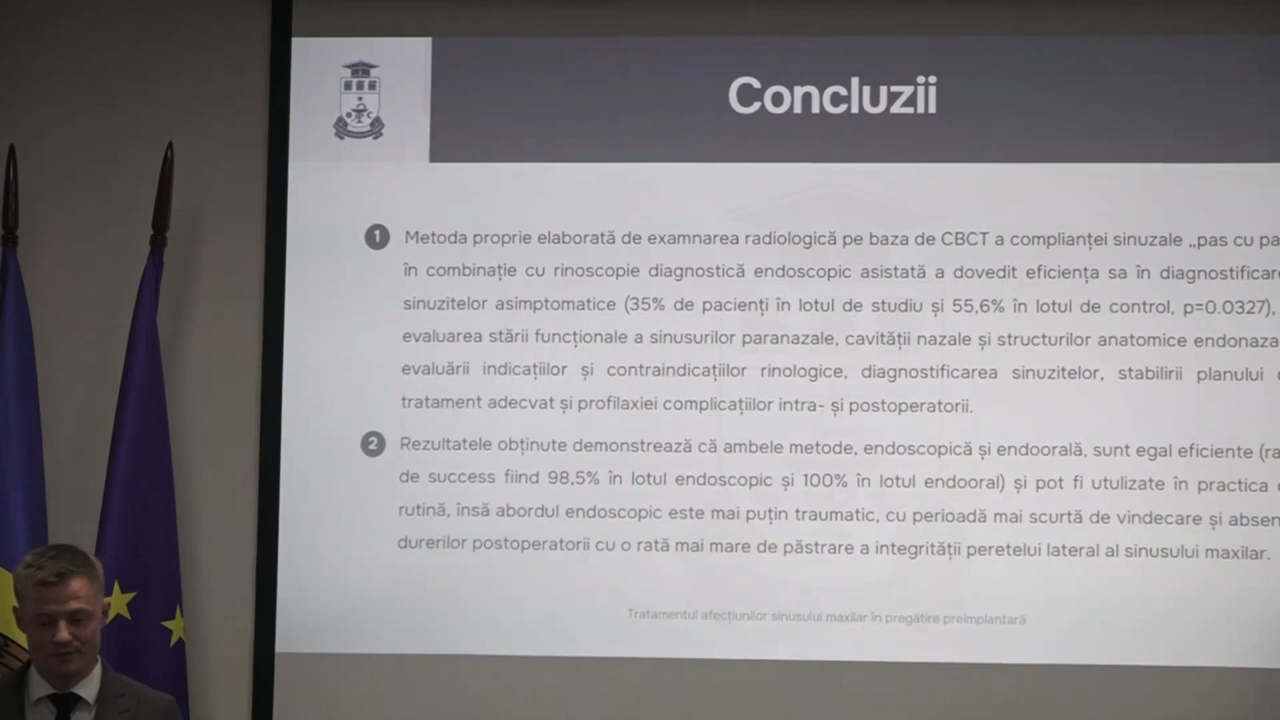 Concluzii
1 Metoda proprie elaborată de examnarea radiologică pe baza de CBCT a complianței sinuzale „pas cu pa
în combinație cu rinoscopie diagnostică endoscopic asistată a dovedit eficiența sa în diagnostificar
sinuzitelor asimptomatice (35% de pacienți în lotul de studiu și 55,6% în lotul de control, p=0.0327),
evaluarea stării funcționale a sinusurilor paranazale, cavității nazale și structurilor anatomice endonaza
evaluării indicațiilor și contraindicațiilor rinologice, diagnostificarea sinuzitelor, stabilirii planului
tratament adecvat și profilaxiei complicațiilor intra- și postoperatorii.
2 Rezultatele obținute demonstrează că ambele metode, endoscopică și endoorală, sunt egal eficiente (ra
de success fiind 98,5% în lotul endoscopic și 100% în lotul endooral) și pot fi utulizate în practica
rutină, însă abordul endoscopic este mai puțin traumatic, cu perioadă mai scurtă de vindecare și absen
durerilor postoperatorii cu o rată mai mare de păstrare a integrității peretelui lateral al sinusului maxilar.
Tratamentul afecțiunilor sinusului maxilar în pregătire preimplantară